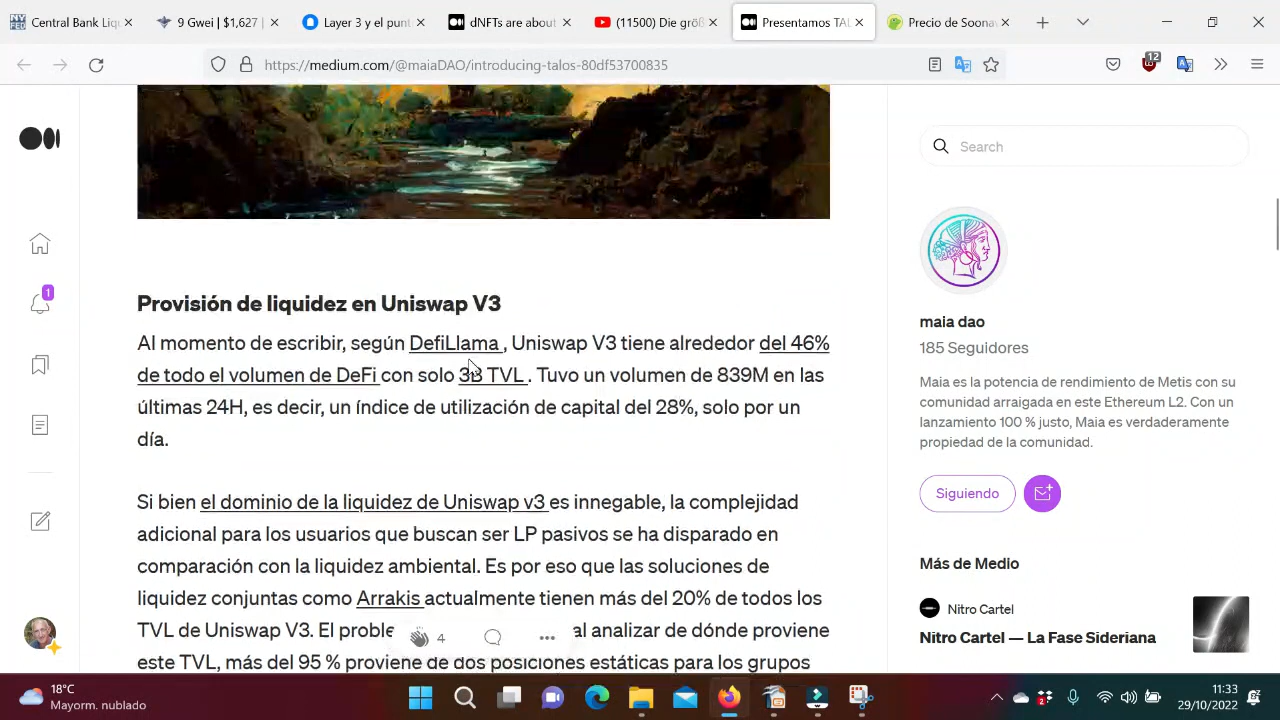 Central Bank Liq
9 Gwei | $1,627 |
Layer 3 y el punt
dNFTs are about
(11500) Die größ
Presentamos TAL
Precio de Soona
https://medium.com/@maiaDAO/introducing-talos-80df53700835
12
Search
1
maia dao
185 Seguidores
Maia es la potencia de rendimiento de Metis con su
comunidad arraigada en este Ethereum L2. Con un
lanzamiento 100 % justo, Maia es verdaderamente
propiedad de la comunidad.
Siguiendo
Más de Medio
Nitro Cartel
Nitro Cartel — La Fase Sideriana
Provisión de liquidez en Uniswap V3
Al momento de escribir, según DefiLlama , Uniswap V3 tiene alrededor del 46%
de todo el volumen de DeFi con solo 3B TVL . Tuvo un volumen de 839M en las
últimas 24H, es decir, un índice de utilización de capital del 28%, solo por un
día.
Si bien el dominio de la liquidez de Uniswap v3 es innegable, la complejidad
adicional para los usuarios que buscan ser LP pasivos se ha disparado en
comparación con la liquidez ambiental. Es por eso que las soluciones de
liquidez conjuntas como Arrakis actualmente tienen más del 20% de todos los
TVL de Uniswap V3. El proble al analizar de dónde proviene
este TVL, más del 95 % proviene de dos posiciones estáticas para los grupos
4
18°C
Mayorm. nublado
11:33
29/10/2022